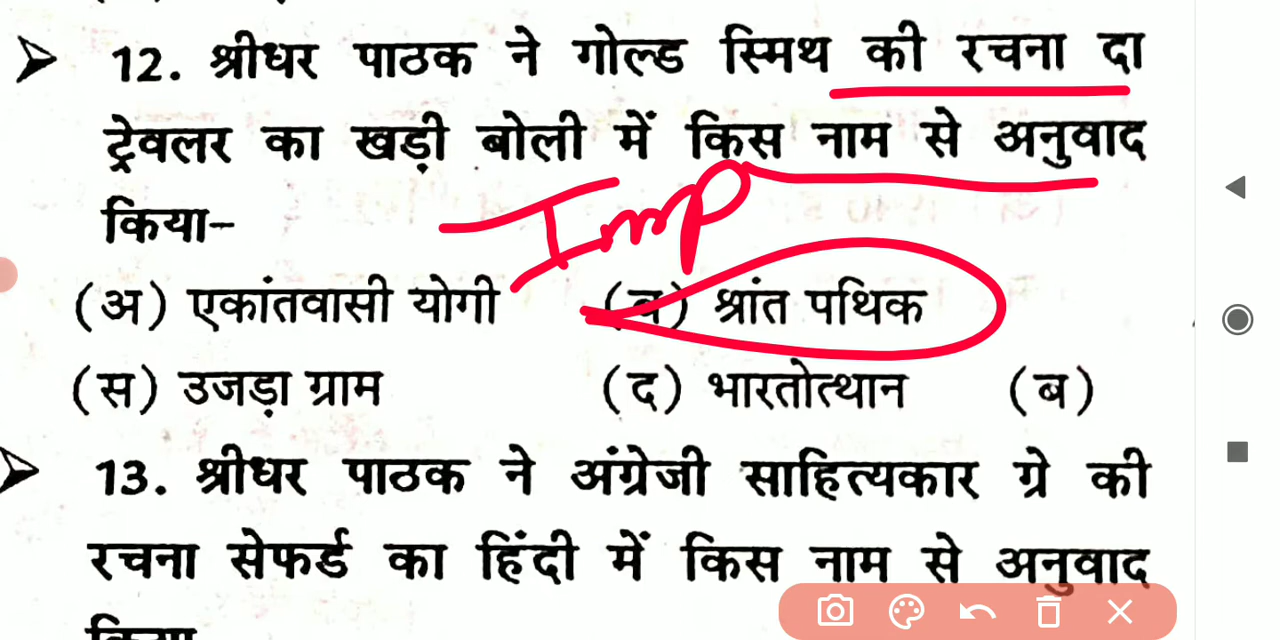 12. श्रीधर पाठक ने गोल्ड स्मिथ की रचना दा
ट्रेवलर का खड़ी बोली में किस नाम से अनुवाद
किया–
Imp
(अ) एकांतवासी योगी (ब) श्रांत पथिक
(स) उजड़ा ग्राम (द) भारतोत्थान (ब)
13. श्रीधर पाठक ने अंग्रेजी साहित्यकार ग्रे की
रचना सेफर्ड का हिंदी में किस नाम से अनुवाद